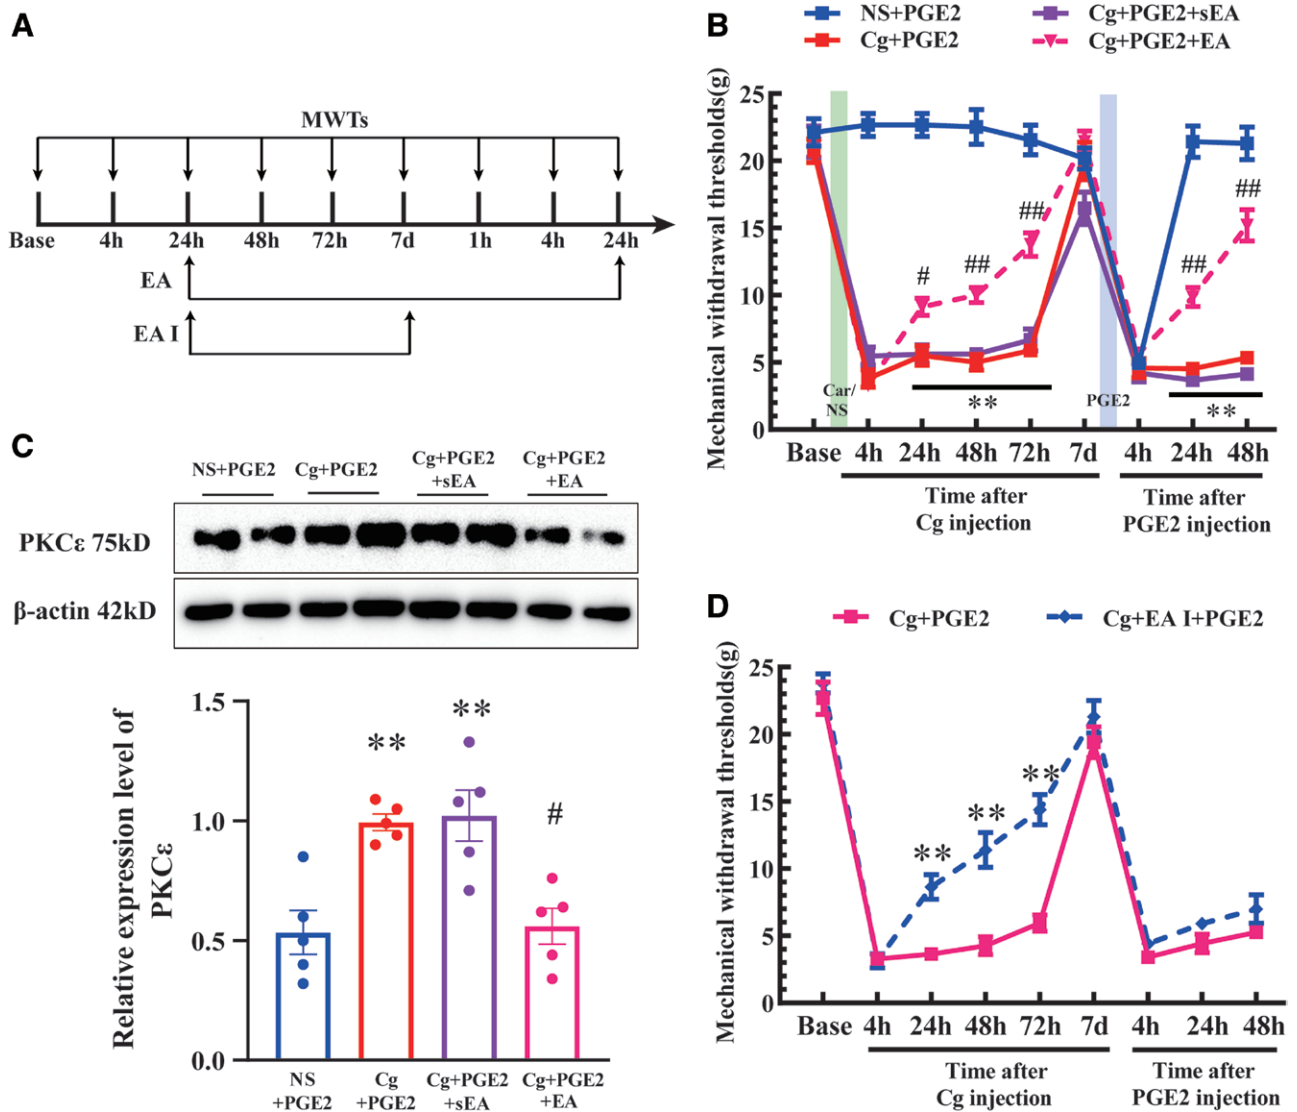 A
MWTs
Base 4h 24h 48h 72h 7d 1h 4h 24h
EA
EA I
B
NS+PGE2
Cg+PGE2
Cg+PGE2+sEA
Cg+PGE2+EA
Mechanical withdrawal thresholds(g)
25
20
15
10
5
0
#
##
##
##
##
**
**
Car/
NS
PGE2
Base 4h 24h 48h 72h 7d 4h 24h 48h
Time after
Cg injection
Time after
PGE2 injection
C
NS+PGE2
Cg+PGE2
Cg+PGE2
+sEA
Cg+PGE2
+EA
PKCε 75kD
β-actin 42kD
Relative expression level of
PKCε
1.5
1.0
0.5
0.0
**
**
#
NS
+PGE2
Cg
+PGE2
Cg+PGE2
+sEA
Cg+PGE2
+EA
D
Cg+PGE2
Cg+EA I+PGE2
Mechanical withdrawal thresholds(g)
25
20
15
10
5
0
**
**
**
Base 4h 24h 48h 72h 7d 4h 24h 48h
Time after
Cg injection
Time after
PGE2 injection